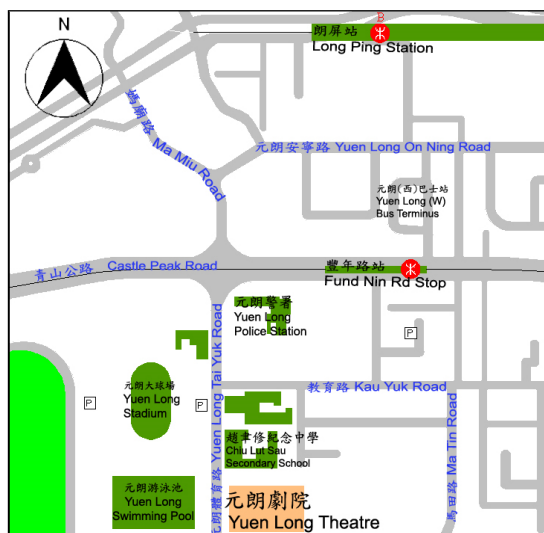 N
朗屏站
Long Ping Station
媽廟路 Ma Miu Road
元朗安寧路 Yuen Long On Ning Road
元朗(西)巴士站
Yuen Long (W)
Bus Terminus
青山公路 Castle Peak Road
豐年路站
Fund Nin Rd Stop
元朗警署
Yuen Long
Police Station
P
元朗體育路 Yuen Long Tai Yuk Road
元朗大球場
Yuen Long
Stadium
P
P
教育路 Kau Yuk Road
趙聿修紀念中學
Chiu Lut Sau
Secondary School
馬田路 Ma Tin Road
元朗游泳池
Yuen Long
Swimming Pool
元朗劇院
Yuen Long Theatre